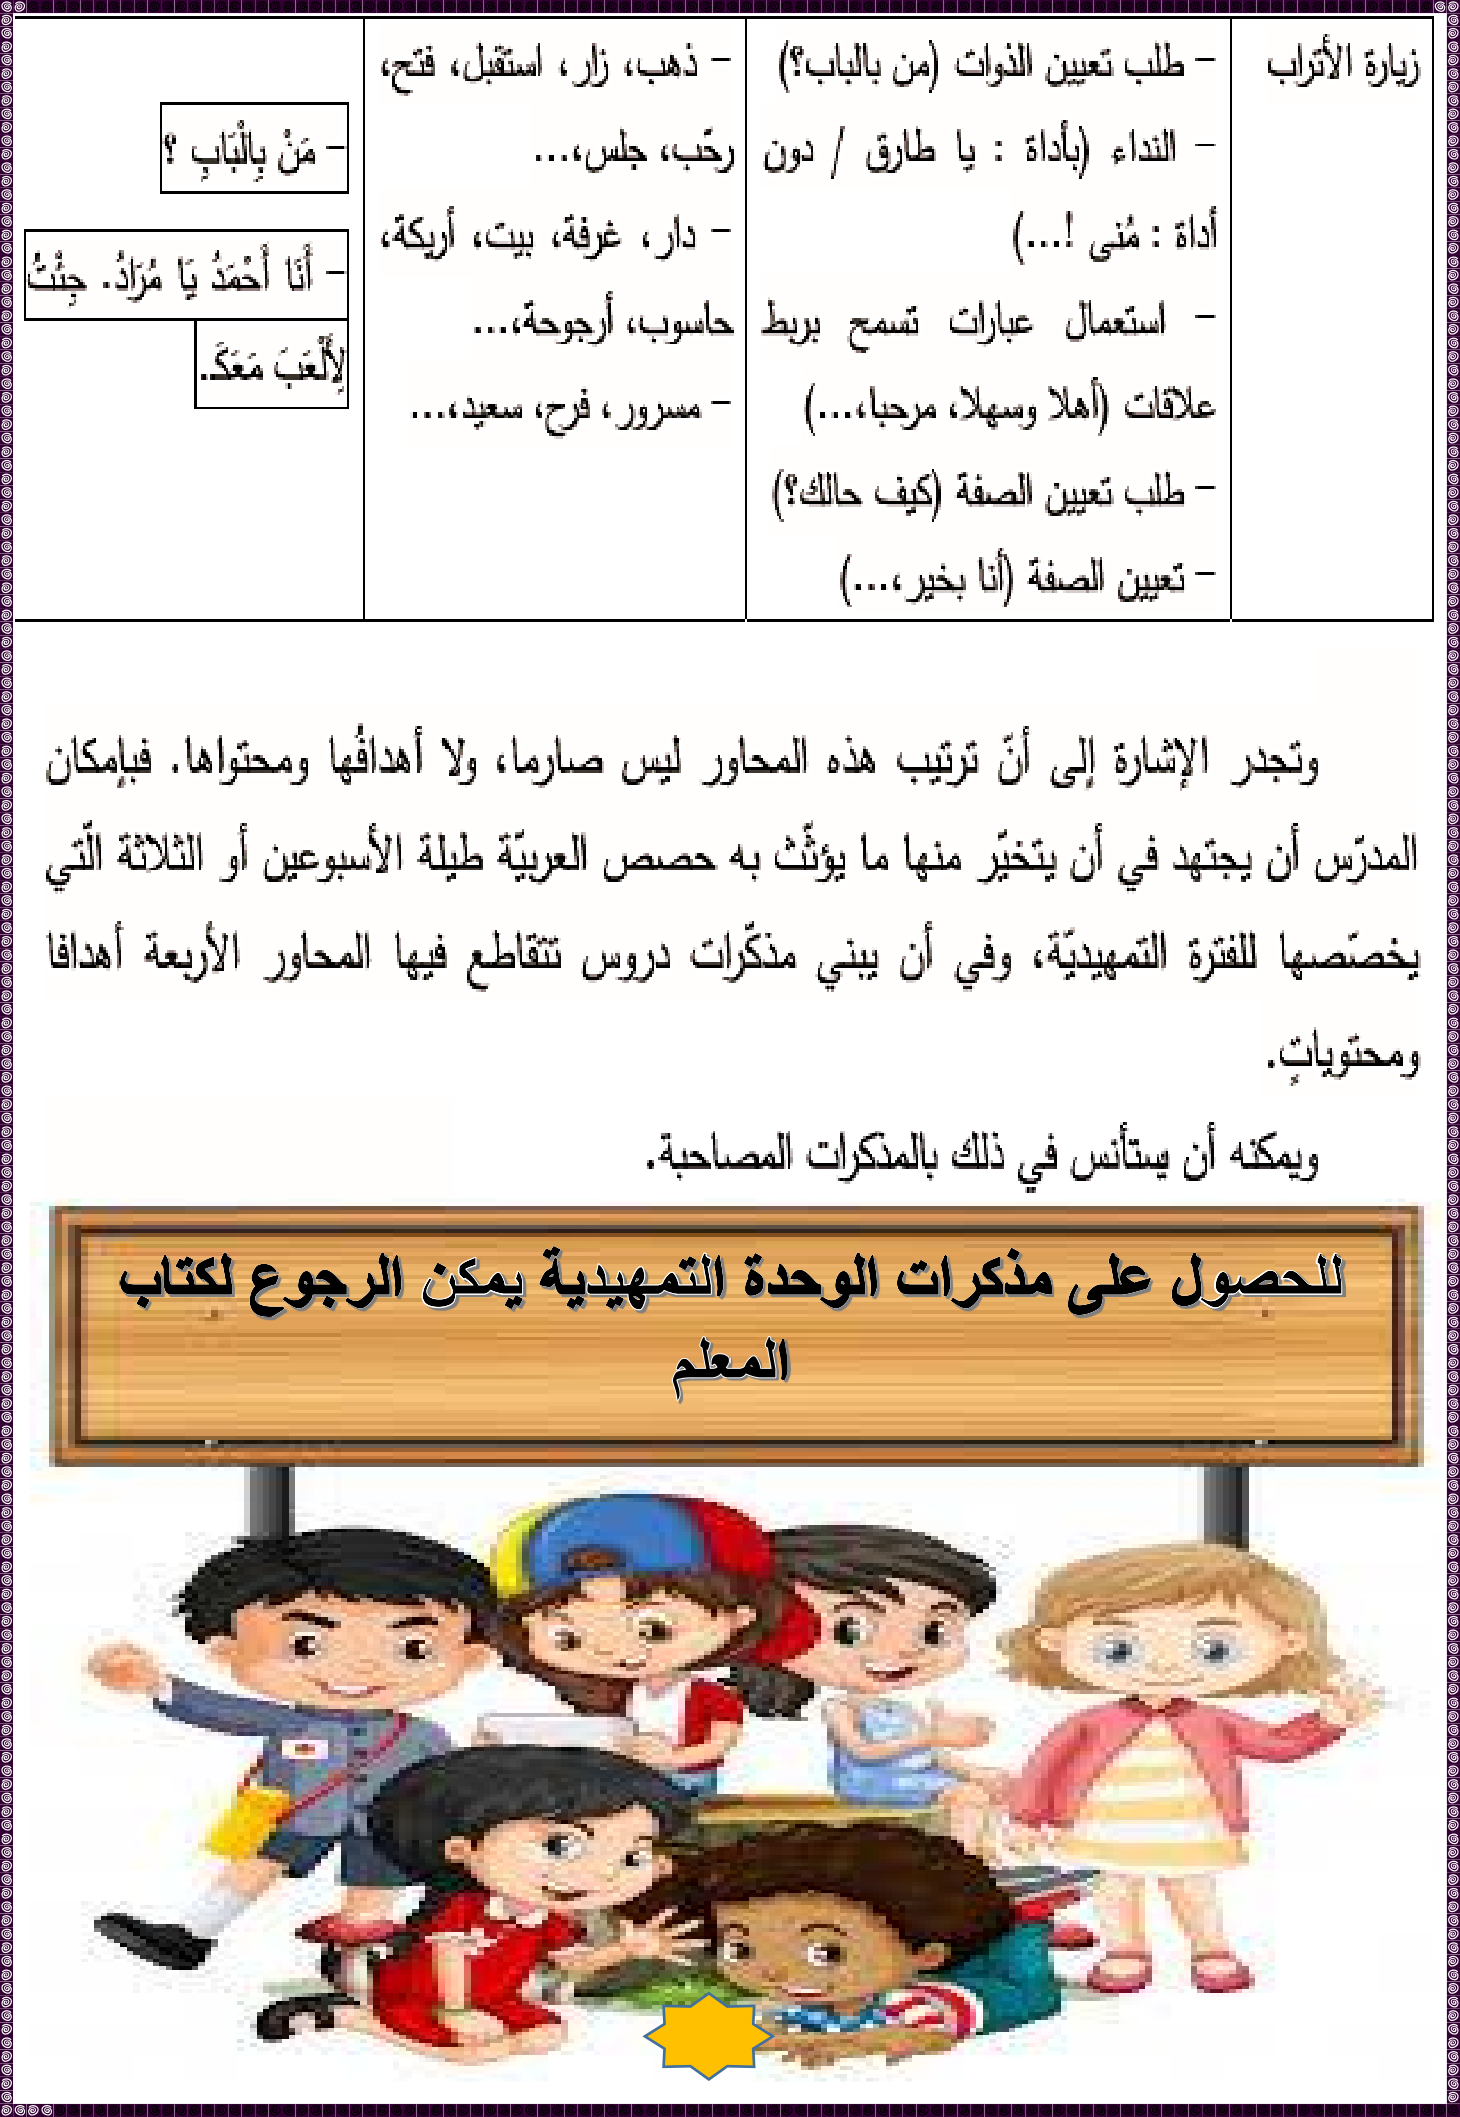 زيارة الأتراب
– طلب تعيين الذوات (من بالباب؟)
– النداء (بأداة : يا طارق / دون
أداة : مُنى !...)
– استعمال عبارات تسمح بربط
علاقات (أهلا وسهلا، مرحبا،...)
– طلب تعيين الصفة (كيف حالك؟)
– تعيين الصفة (أنا بخير،...)
– ذهب، زار، استقبل، فتح،
رحّب، جلس،...
– دار، غرفة، بيت، أريكة،
حاسوب، أرجوحة،...
– مسرور، فرح، سعيد،...
– مَنْ بِالْبَابِ ؟
– أَنَا أَحْمَدُ يَا مُرَادُ. جِئْتُ
لِأَلْعَبَ مَعَكَ.
وتجدر الإشارة إلى أنّ ترتيب هذه المحاور ليس صارما، ولا أهدافُها ومحتواها. فبإمكان
المدرّس أن يجتهد في أن يتخيّر منها ما يؤثّث به حصص العربيّة طيلة الأسبوعين أو الثلاثة الّتي
يخصّصها للفترة التمهيديّة، وفي أن يبني مذكّرات دروس تتقاطع فيها المحاور الأربعة أهدافا
ومحتوياتٍ.
ويمكنه أن يستأنس في ذلك بالمذكرات المصاحبة.
للحصول على مذكرات الوحدة التمهيدية يمكن الرجوع لكتاب
المعلم